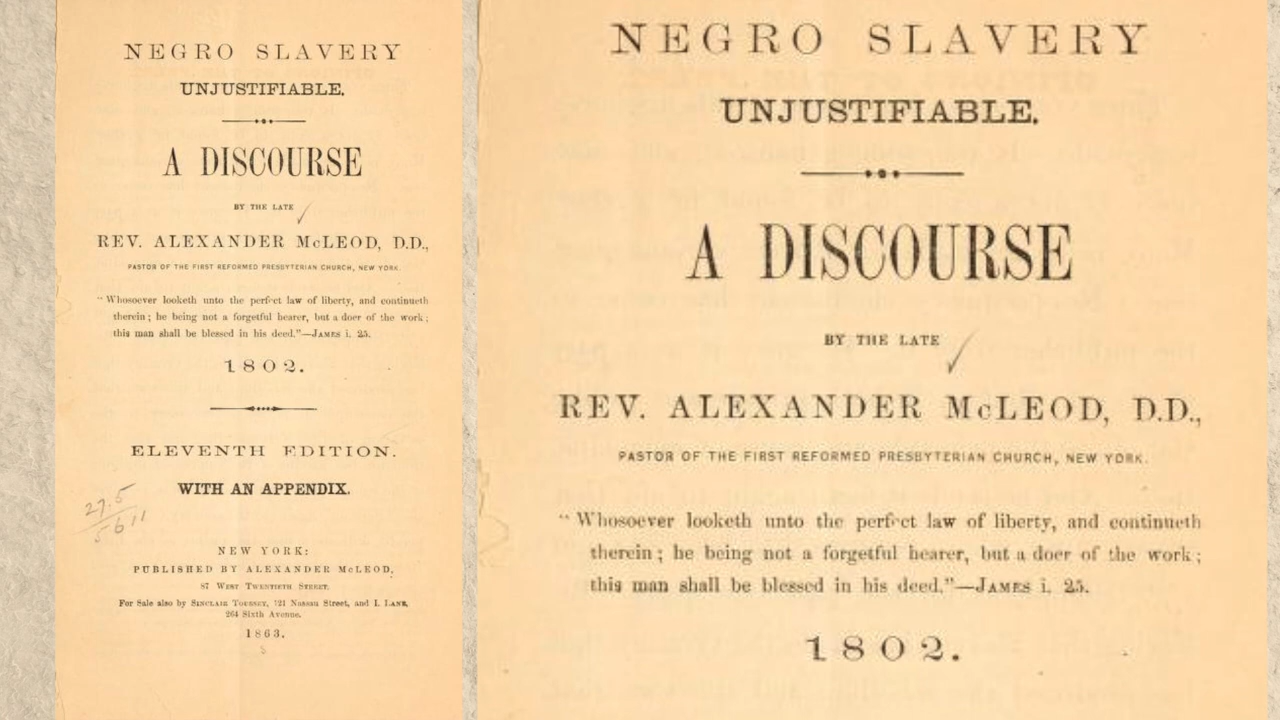 NEGRO SLAVERY
UNJUSTIFIABLE.
A DISCOURSE
BY THE LATE
REV. ALEXANDER McLEOD, D.D.,
PASTOR OF THE FIRST REFORMED PRESBYTERIAN CHURCH, NEW YORK.
"Whosoever looketh unto the perfect law of liberty, and continueth
therein; he being not a forgetful hearer, but a doer of the work;
this man shall be blessed in his deed."—JAMES i. 25.
1802.
ELEVENTH EDITION.
WITH AN APPENDIX.
27.5
5611
NEW YORK:
PUBLISHED BY ALEXANDER McLEOD,
87 WEST TWENTIETH STREET.
For Sale also by SINCLAIR TOUSEY, 121 Nassau Street, and I. LANE,
264 Sixth Avenue.
1863.
NEGRO SLAVERY
UNJUSTIFIABLE.
A DISCOURSE
BY THE LATE
REV. ALEXANDER McLEOD, D.D.,
PASTOR OF THE FIRST REFORMED PRESBYTERIAN CHURCH, NEW YORK.
"Whosoever looketh unto the perfect law of liberty, and continueth
therein; he being not a forgetful hearer, but a doer of the work;
this man shall be blessed in his deed."—JAMES i. 25.
1802.